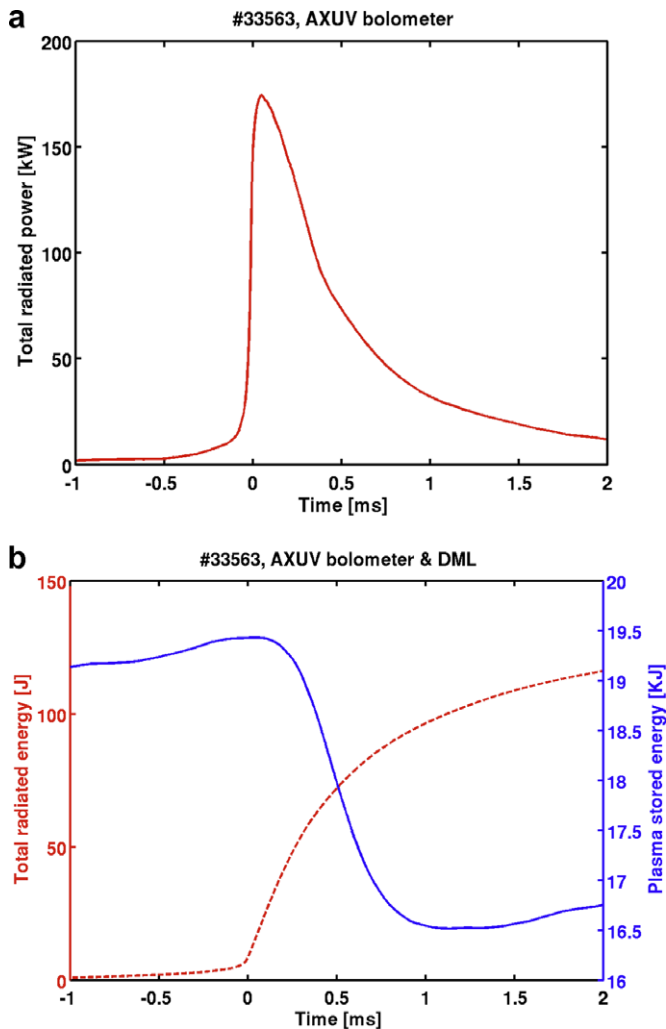 a
#33563, AXUV bolometer
Total radiated power [kW]
200
150
100
50
0
-1 -0.5 0 0.5 1 1.5 2
Time [ms]
b
#33563, AXUV bolometer & DML
Total radiated energy [J]
150
100
50
0
Plasma stored energy [KJ]
20
19.5
19
18.5
18
17.5
17
16.5
16
-1 -0.5 0 0.5 1 1.5 2
Time [ms]